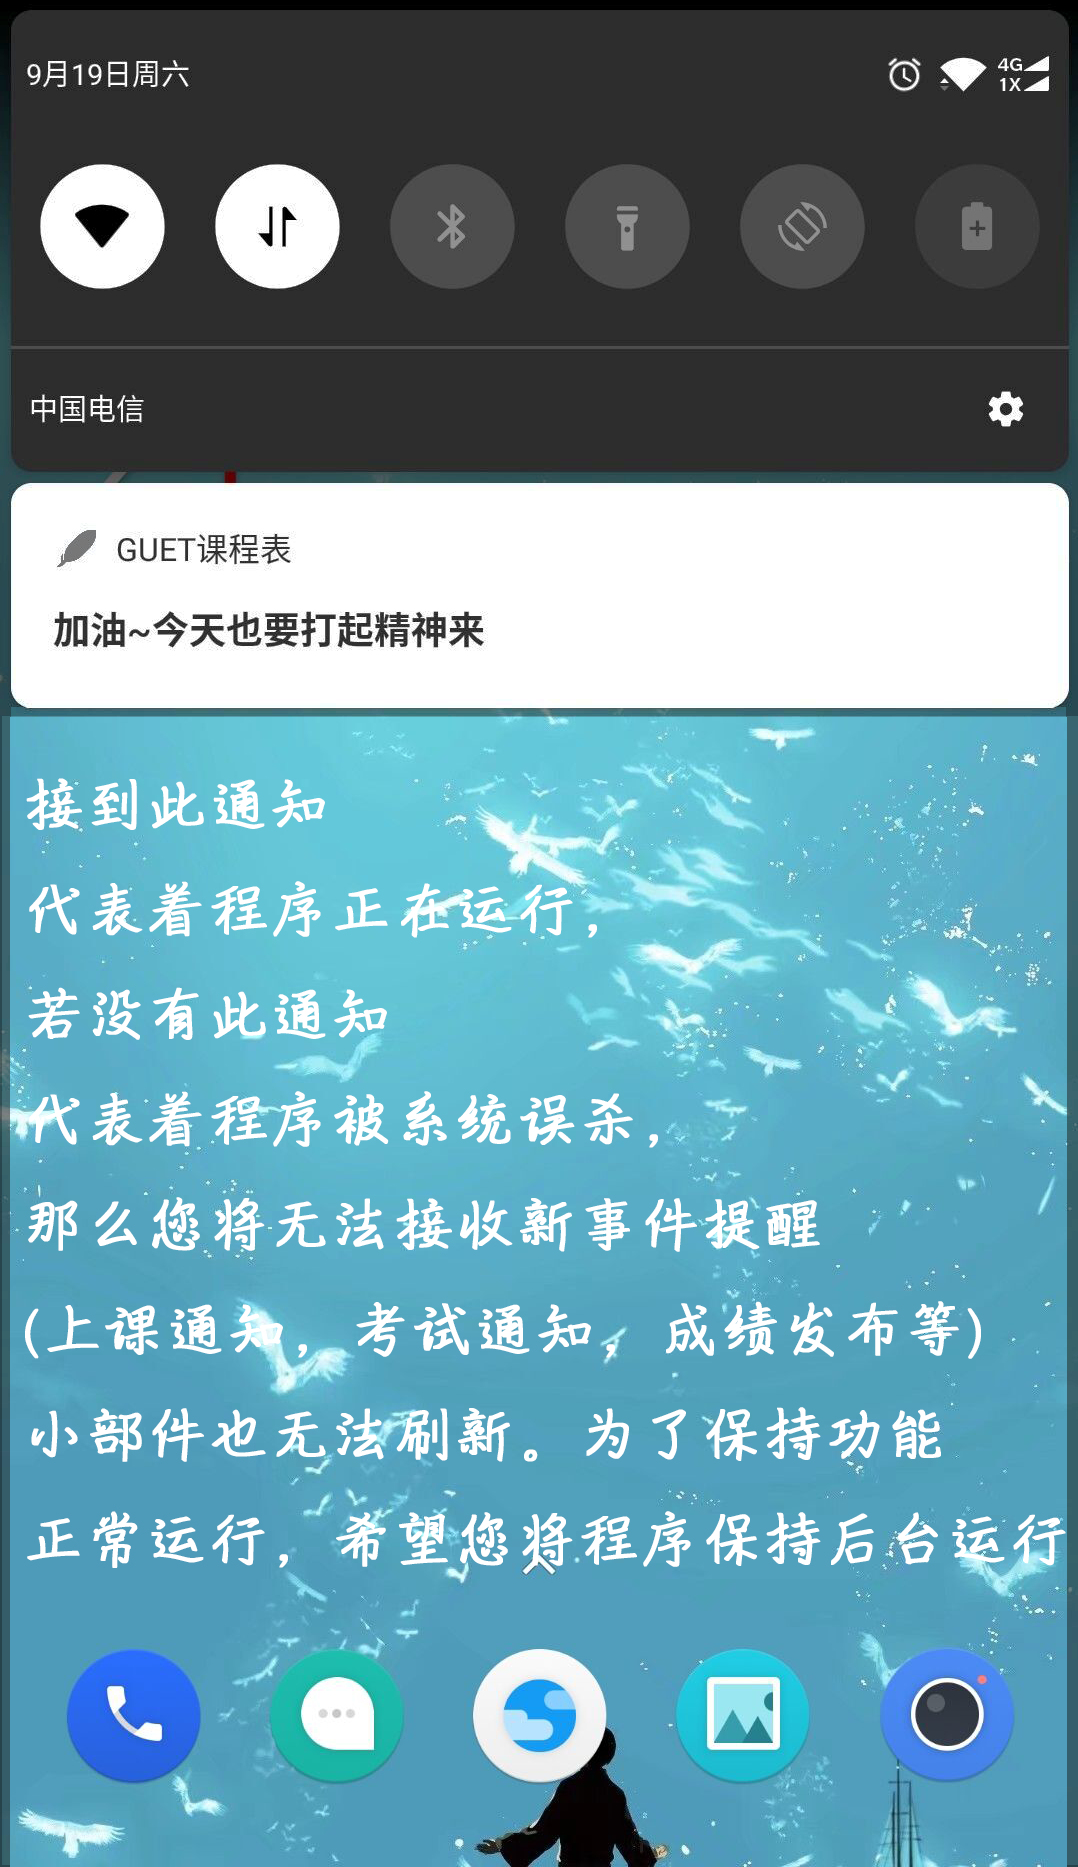 9月19日周六
4G
1X
中国电信
GUET课程表
加油~今天也要打起精神来
接到此通知
代表着程序正在运行，
若没有此通知
代表着程序被系统误杀，
那么您将无法接收新事件提醒
(上课通知，考试通知，成绩发布等)
小部件也无法刷新。为了保持功能
正常运行，希望您将程序保持后台运行